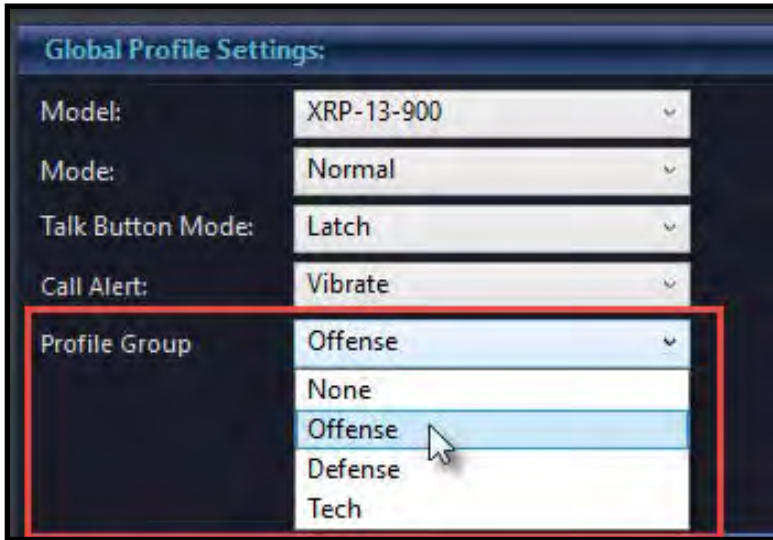 Global Profile Settings:
Model: XRP-13-900
Mode: Normal
Talk Button Mode: Latch
Call Alert: Vibrate
Profile Group Offense
None
Offense
Defense
Tech